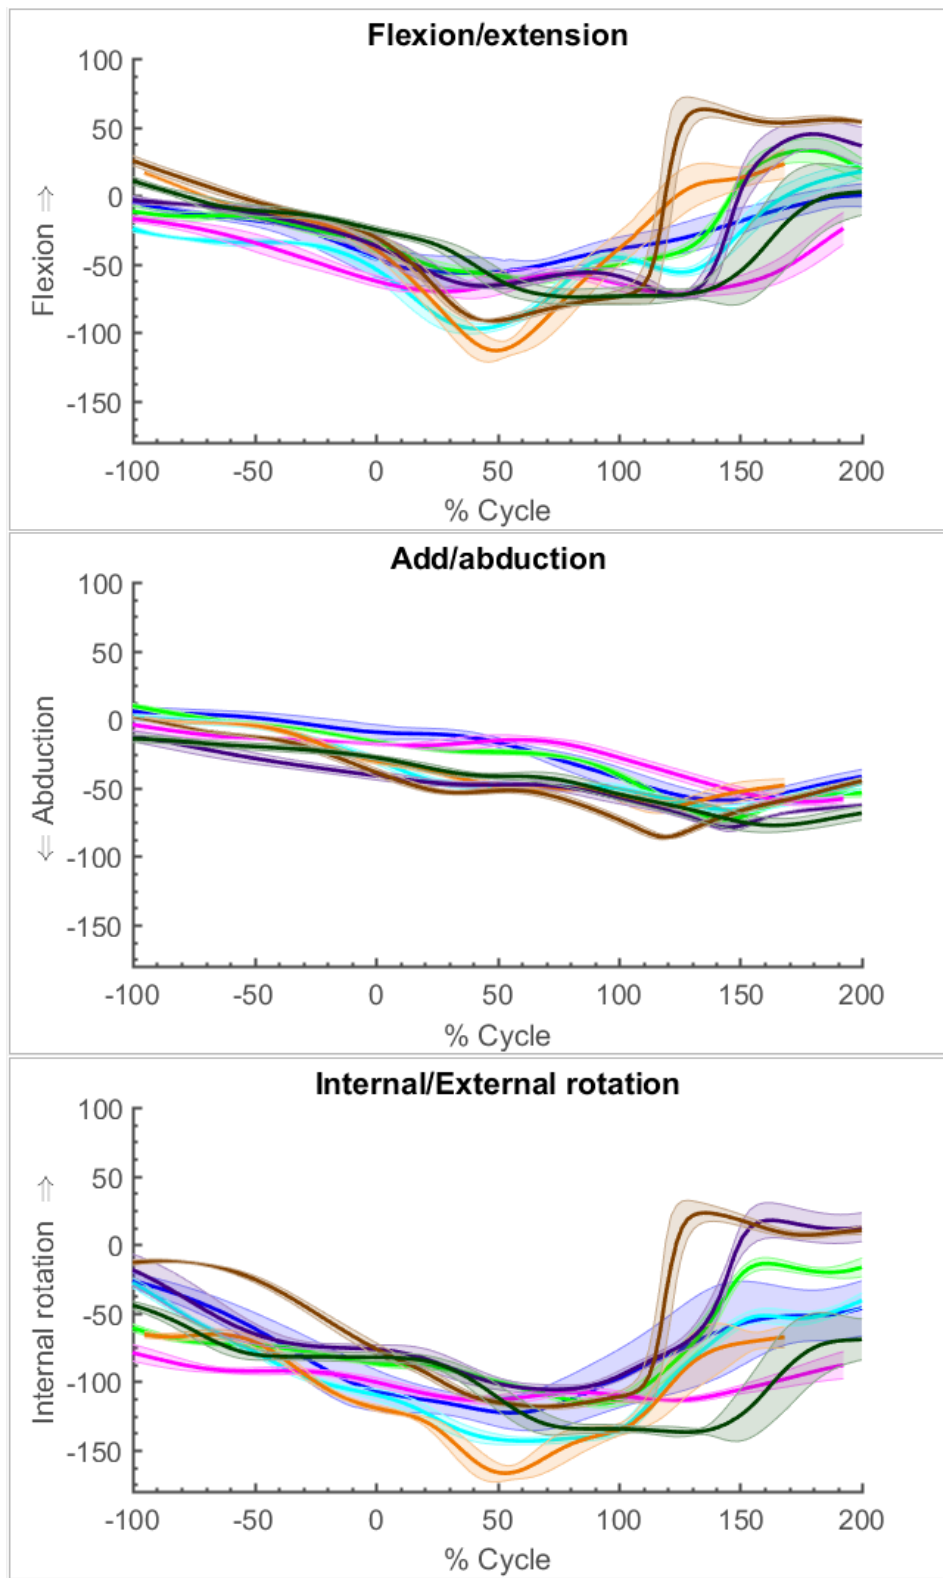 Flexion/extension
100
50
0
-50
-100
-150
Flexion ⇒
-100 -50 0 50 100 150 200
% Cycle
Add/abduction
100
50
0
-50
-100
-150
⇐ Abduction
-100 -50 0 50 100 150 200
% Cycle
Internal/External rotation
100
50
0
-50
-100
-150
Internal rotation ⇒
-100 -50 0 50 100 150 200
% Cycle